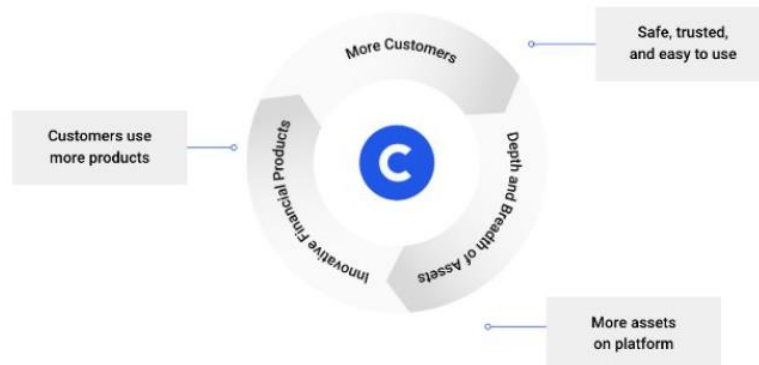 More Customers
Safe, trusted,
and easy to use
Customers use
more products
Innovative Financial Products
C
Depth and Breadth of Assets
More assets
on platform